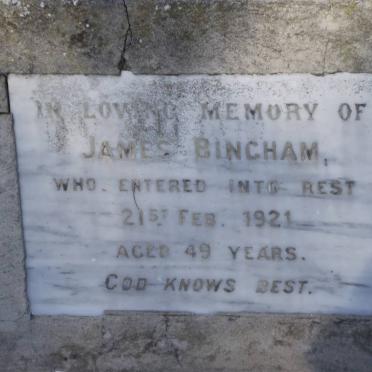 IN LOVING MEMORY OF
JAMES BINGHAM,
WHO ENTERED INTO REST
21ST FEB. 1921
AGED 49 YEARS.
GOD KNOWS BEST.